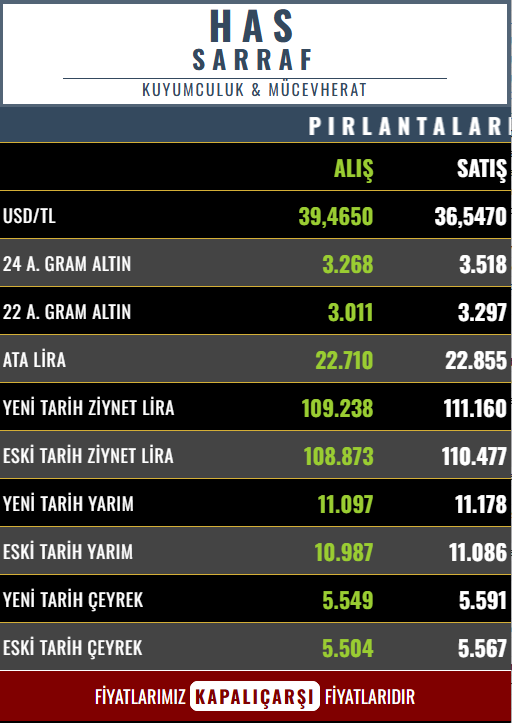 HAS
SARRAF
KUYUMCULUK & MÜCEVHERAT
PIRLANTALARI
ALIŞ SATIŞ
USD/TL 39,4650 36,5470
24 A. GRAM ALTIN 3.268 3.518
22 A. GRAM ALTIN 3.011 3.297
ATA LİRA 22.710 22.855
YENİ TARİH ZİYNET LİRA 109.238 111.160
ESKİ TARİH ZİYNET LİRA 108.873 110.477
YENİ TARİH YARIM 11.097 11.178
ESKİ TARİH YARIM 10.987 11.086
YENİ TARİH ÇEYREK 5.549 5.591
ESKİ TARİH ÇEYREK 5.504 5.567
FİYATLARIMIZ KAPALIÇARŞI FİYATLARIDIR